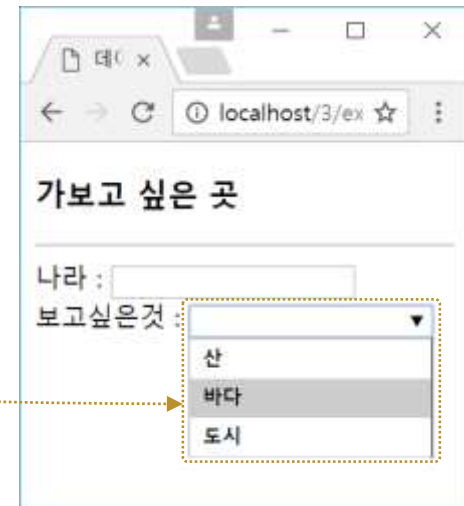 데이
localhost/3/ex
가보고 싶은 곳
나라 :
보고싶은것 :
산
바다
도시